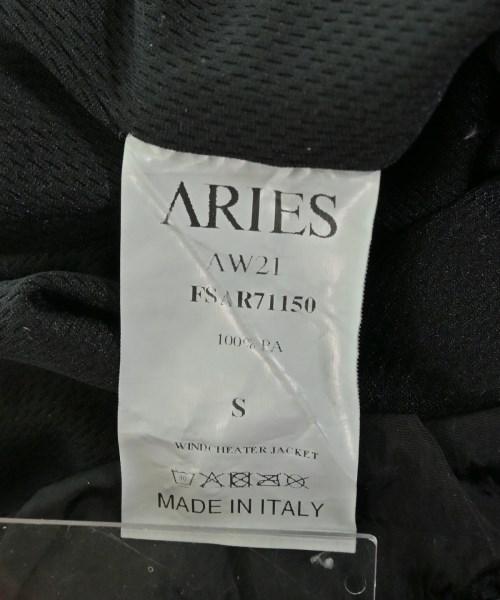 ARIES
AW21
FSAR71150
100% PA
S
WINDCHEATER JACKET
MADE IN ITALY